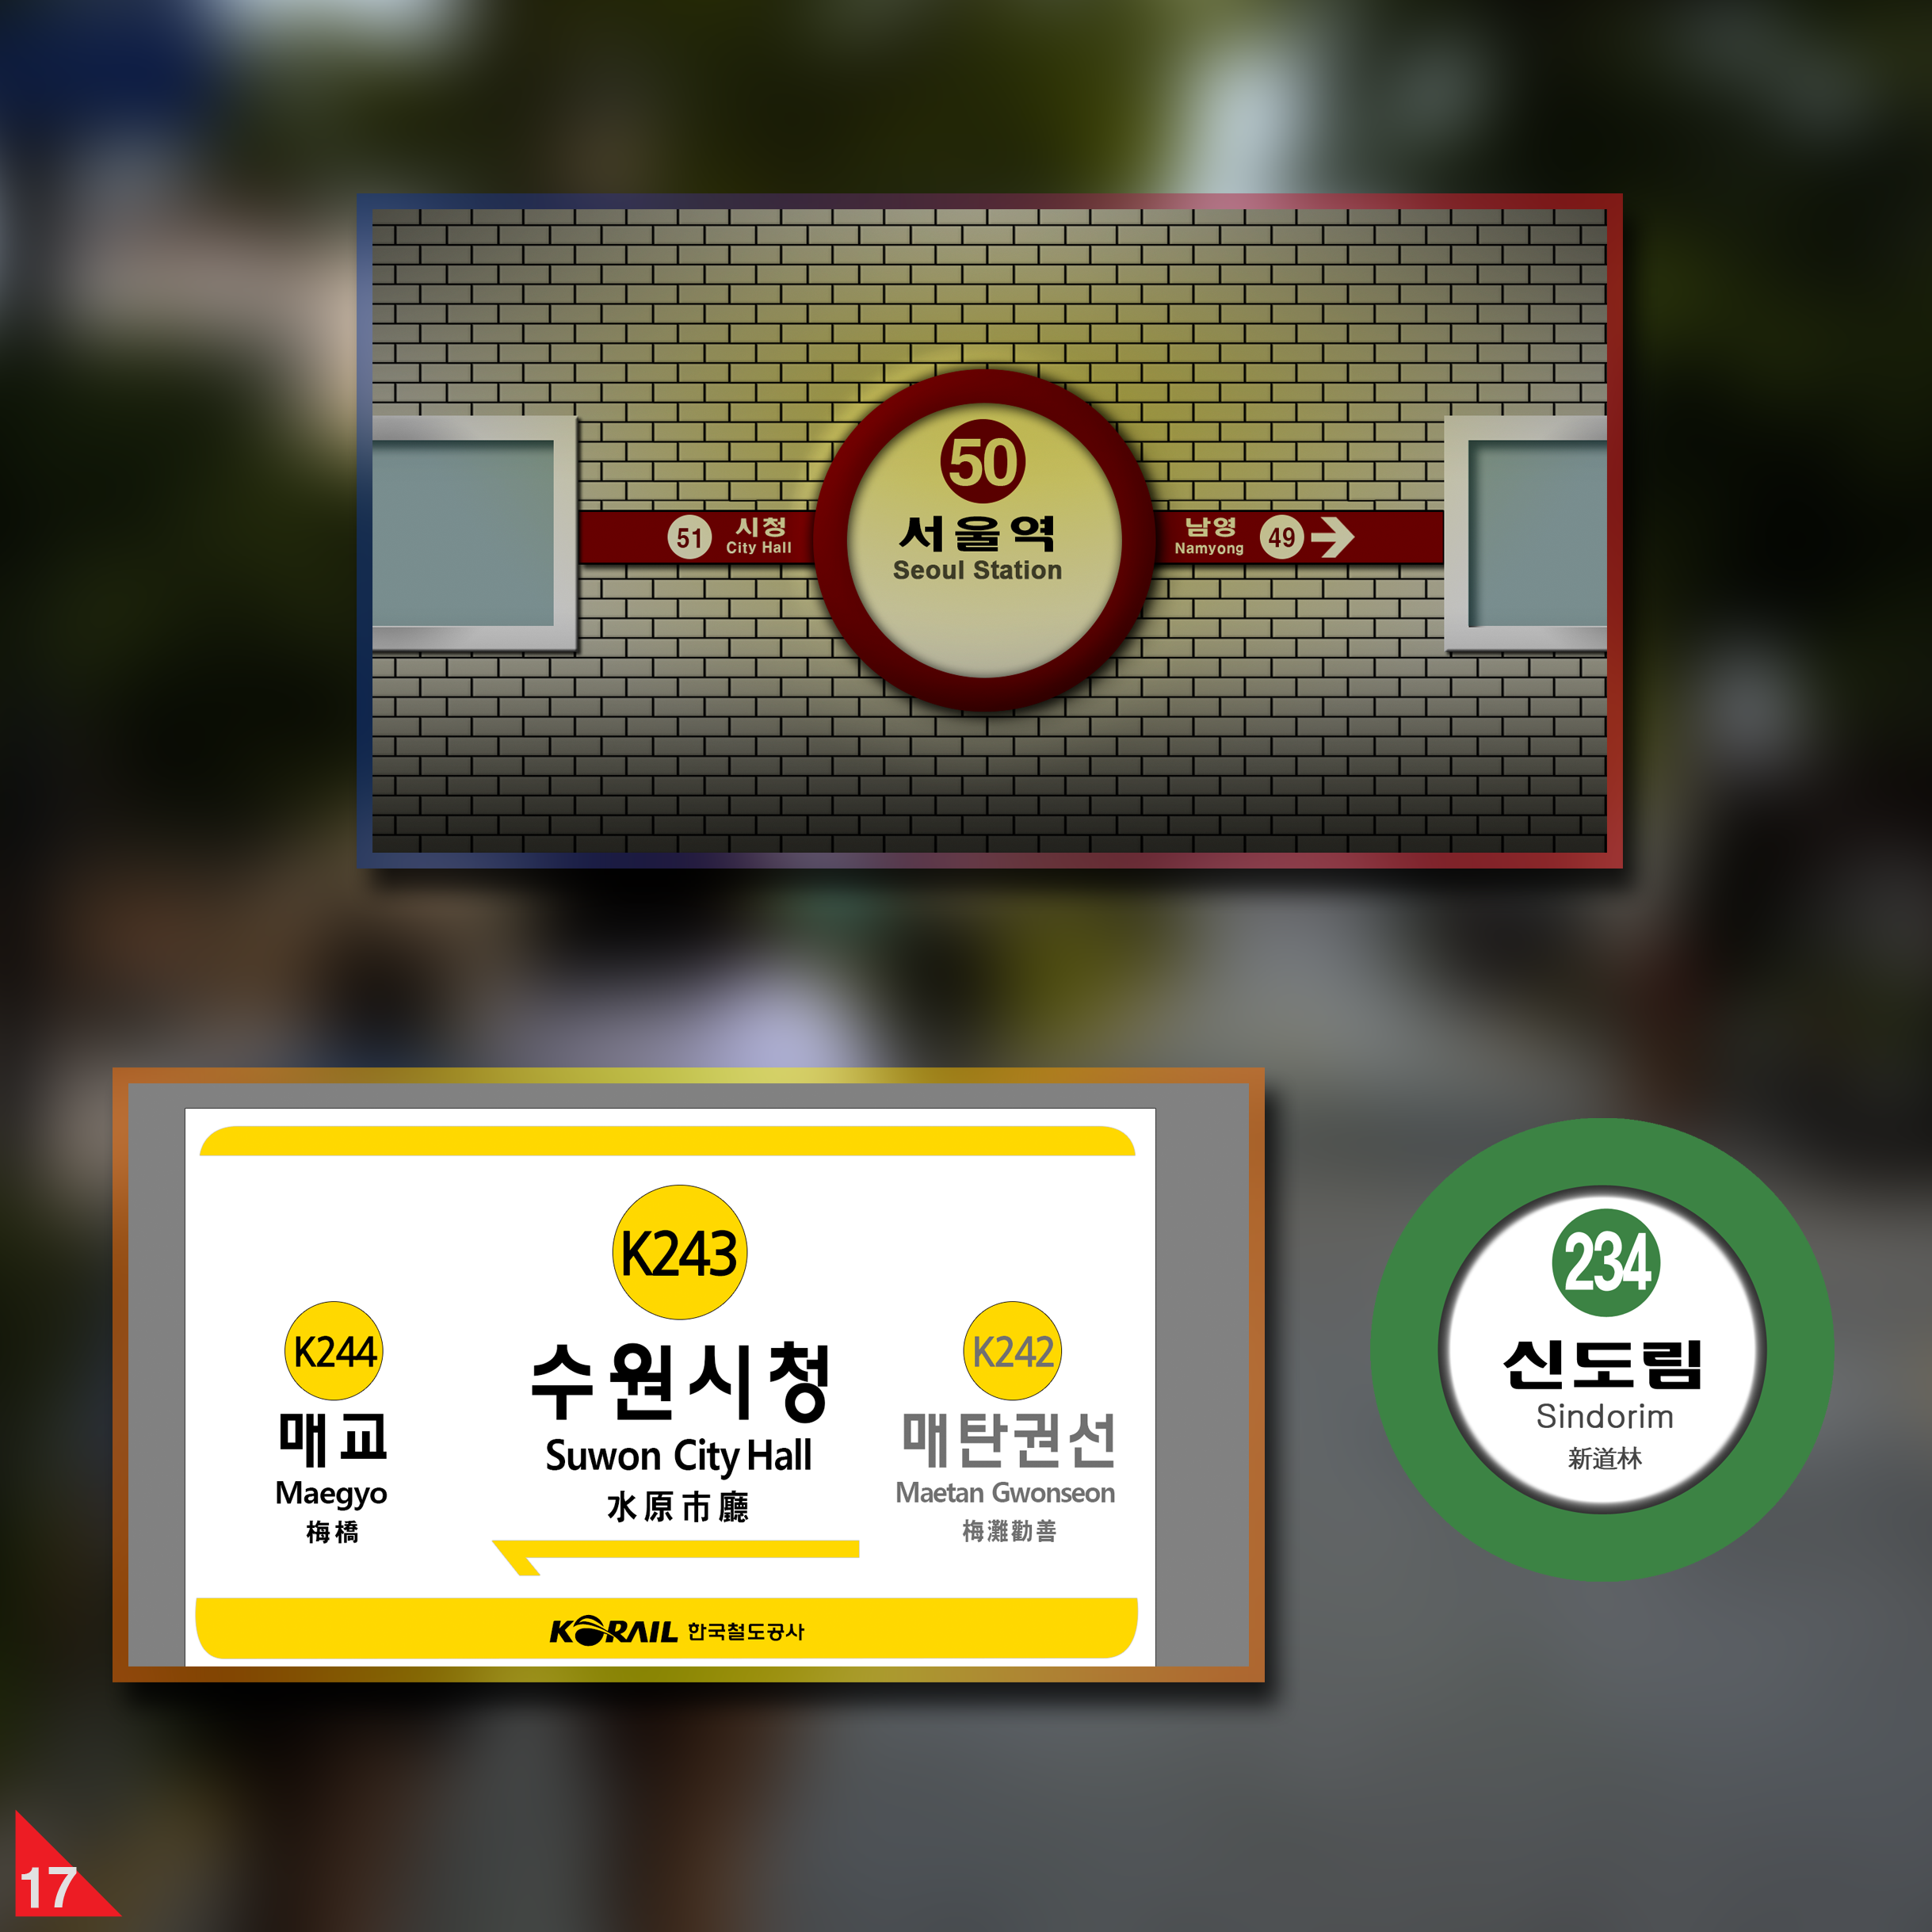 50
서울역
Seoul Station
51 시청
City Hall
남영 49
Namyong
K243
수원시청
Suwon City Hall
水原市廳
K244
매교
Maegyo
梅橋
K242
매탄권선
Maetan Gwonseon
梅灘勸善
KORAIL 한국철도공사
234
신도림
Sindorim
新道林
17